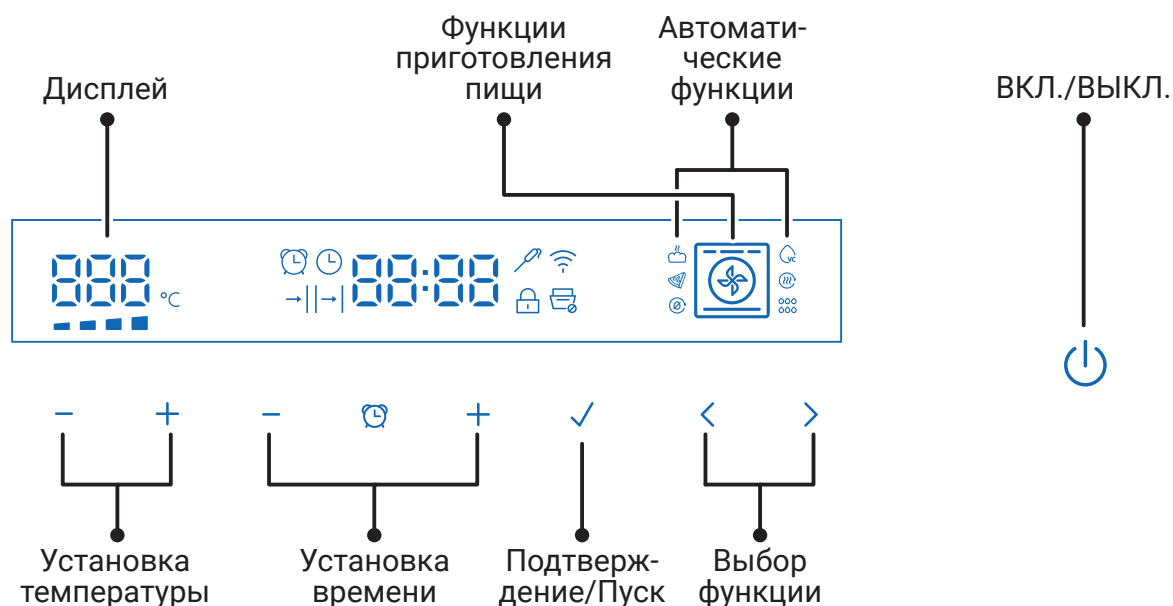 Функции
приготовления
пищи
Автомати-
ческие
функции
Дисплей
ВКЛ./ВЫКЛ.
888 °C
88:88
УС
Установка
температуры
Установка
времени
Подтверж-
дение/Пуск
Выбор
функции